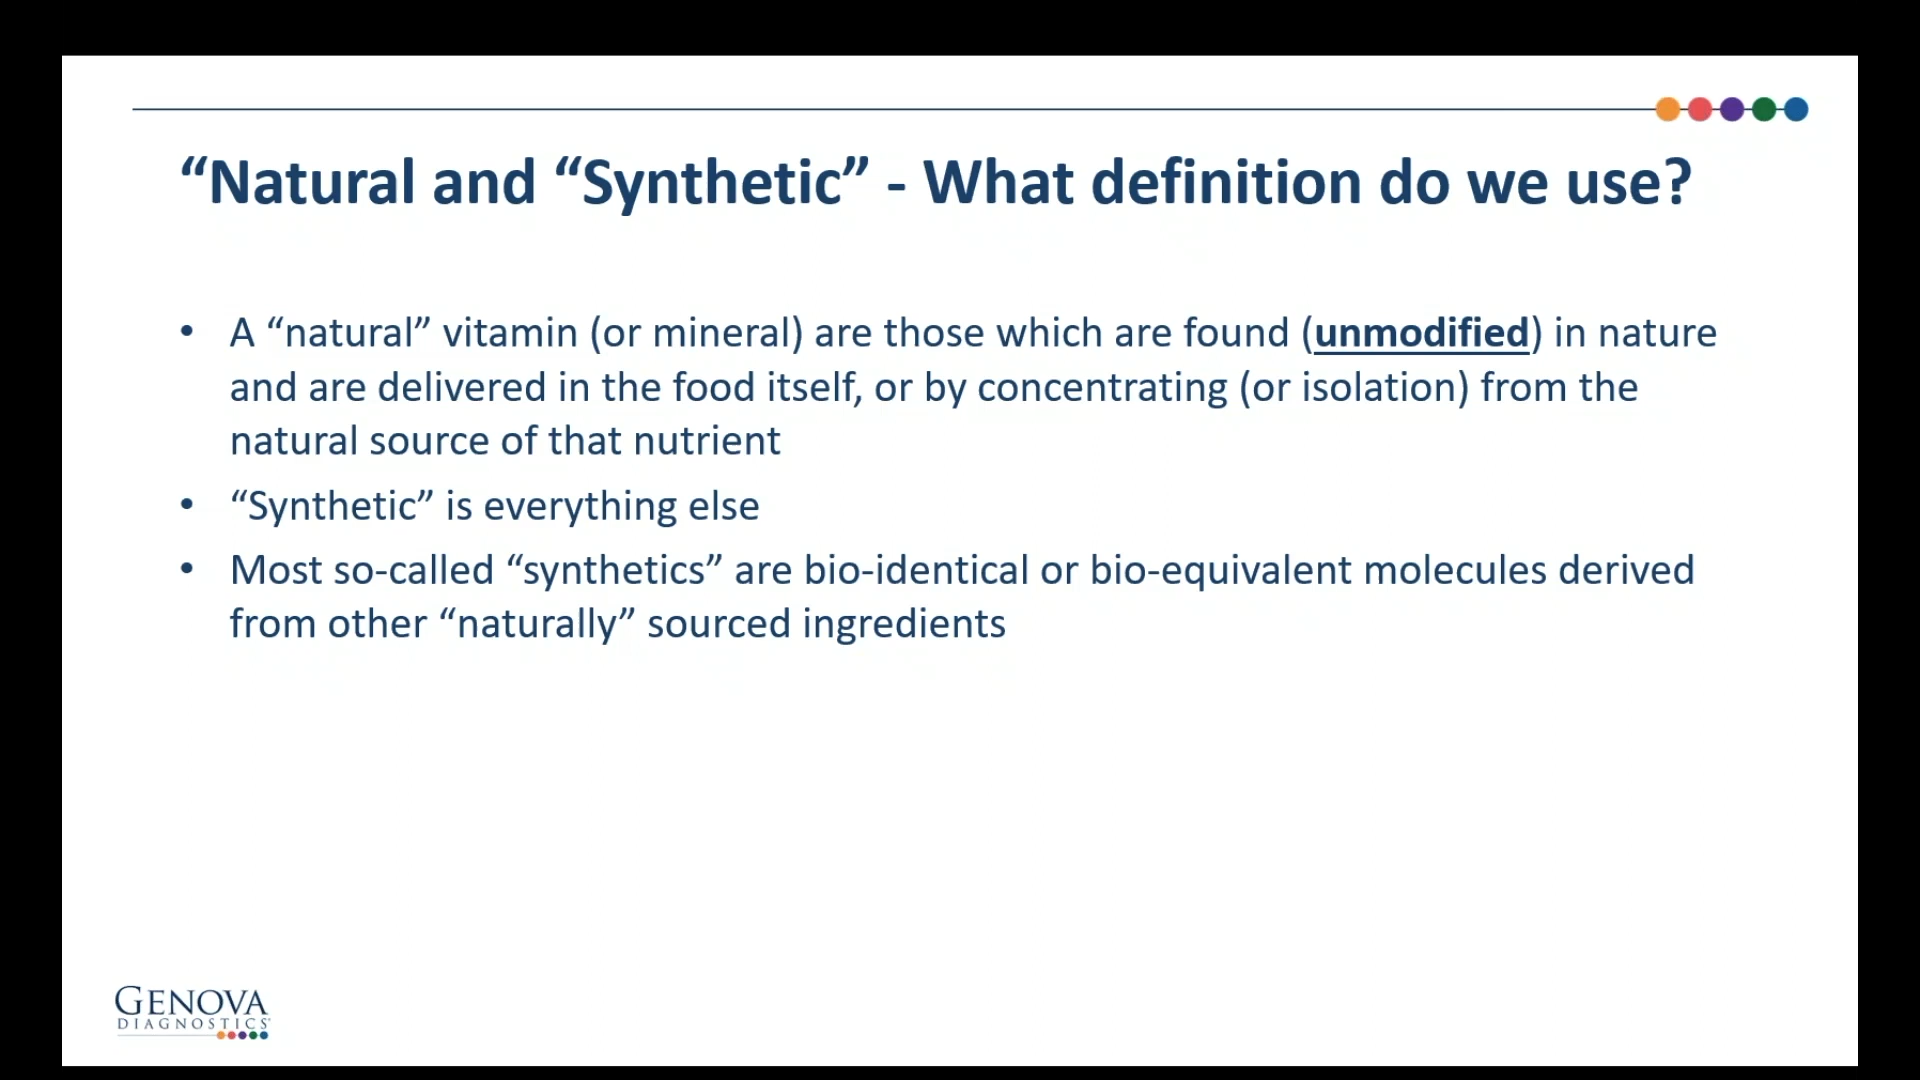 “Natural and “Synthetic” - What definition do we use?
• A “natural” vitamin (or mineral) are those which are found (unmodified) in nature
and are delivered in the food itself, or by concentrating (or isolation) from the
natural source of that nutrient
• “Synthetic” is everything else
• Most so-called “synthetics” are bio-identical or bio-equivalent molecules derived
from other “naturally” sourced ingredients
GENOVA
DIAGNOSTICS